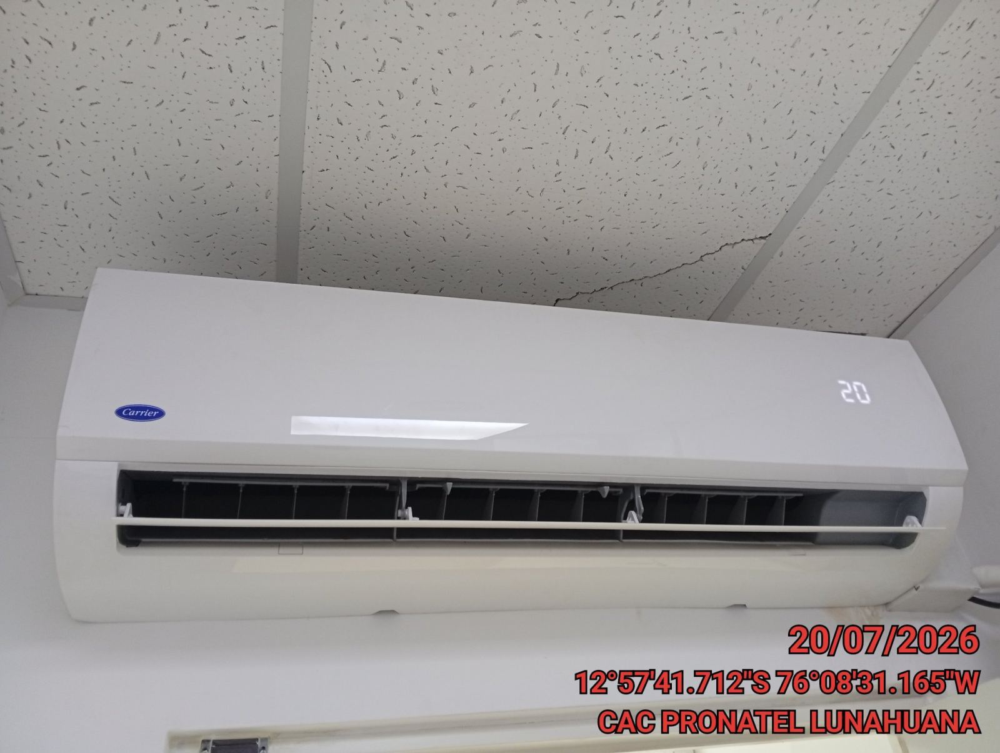 Carrier
20
20/07/2026
12°57'41.712"S 76°08'31.165"W
CAC PRONATEL LUNAHUANA